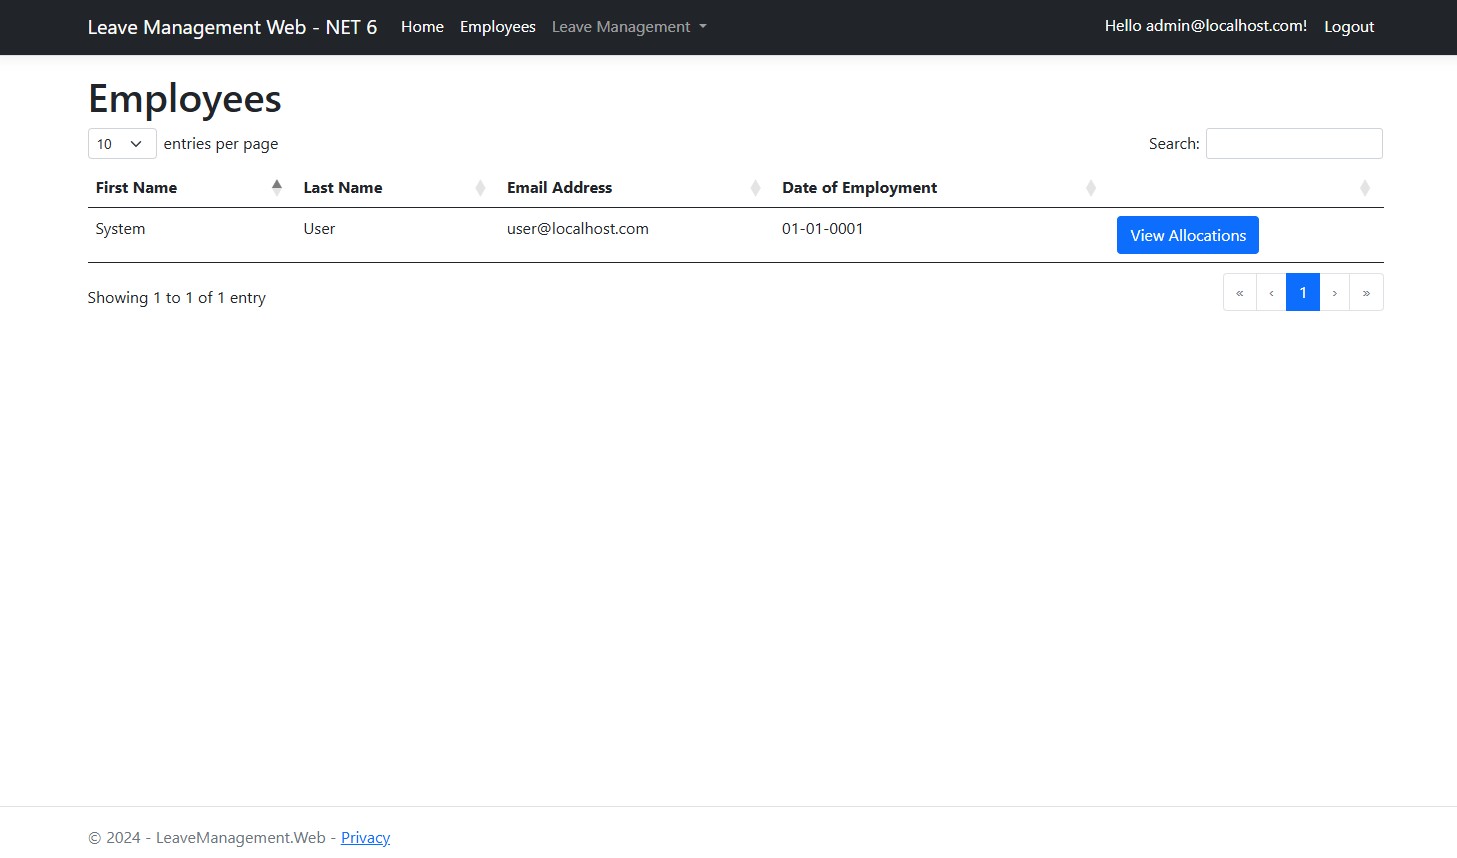 Leave Management Web - NET 6 Home Employees Leave Management Hello admin@localhost.com! Logout
Employees
10 entries per page Search:
First Name Last Name Email Address Date of Employment
System User user@localhost.com 01-01-0001 View Allocations
Showing 1 to 1 of 1 entry « ‹ 1 › »
© 2024 - LeaveManagement.Web - Privacy